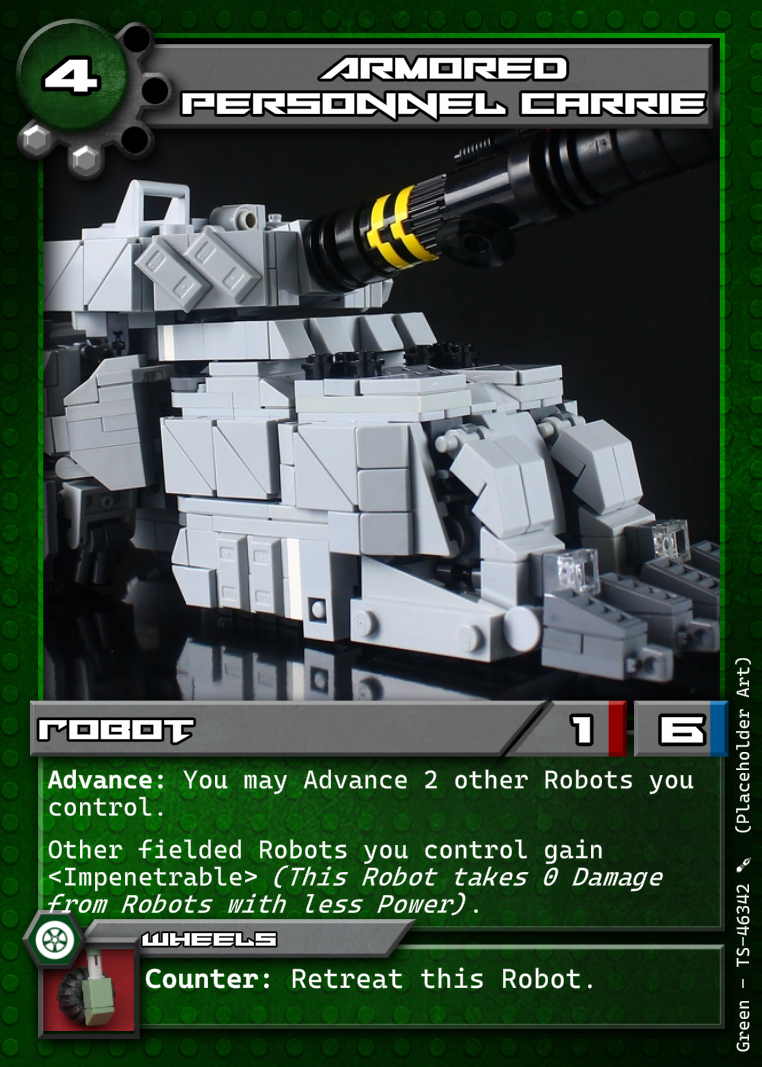 4
ARMORED
PERSONNEL CARRIE
ROBOT
1
6
Advance: You may Advance 2 other Robots you
control.
Other fielded Robots you control gain
<Impenetrable> (This Robot takes 0 Damage
from Robots with less Power).
WHEELS
Counter: Retreat this Robot.
Green – TS-46342 (Placeholder Art)